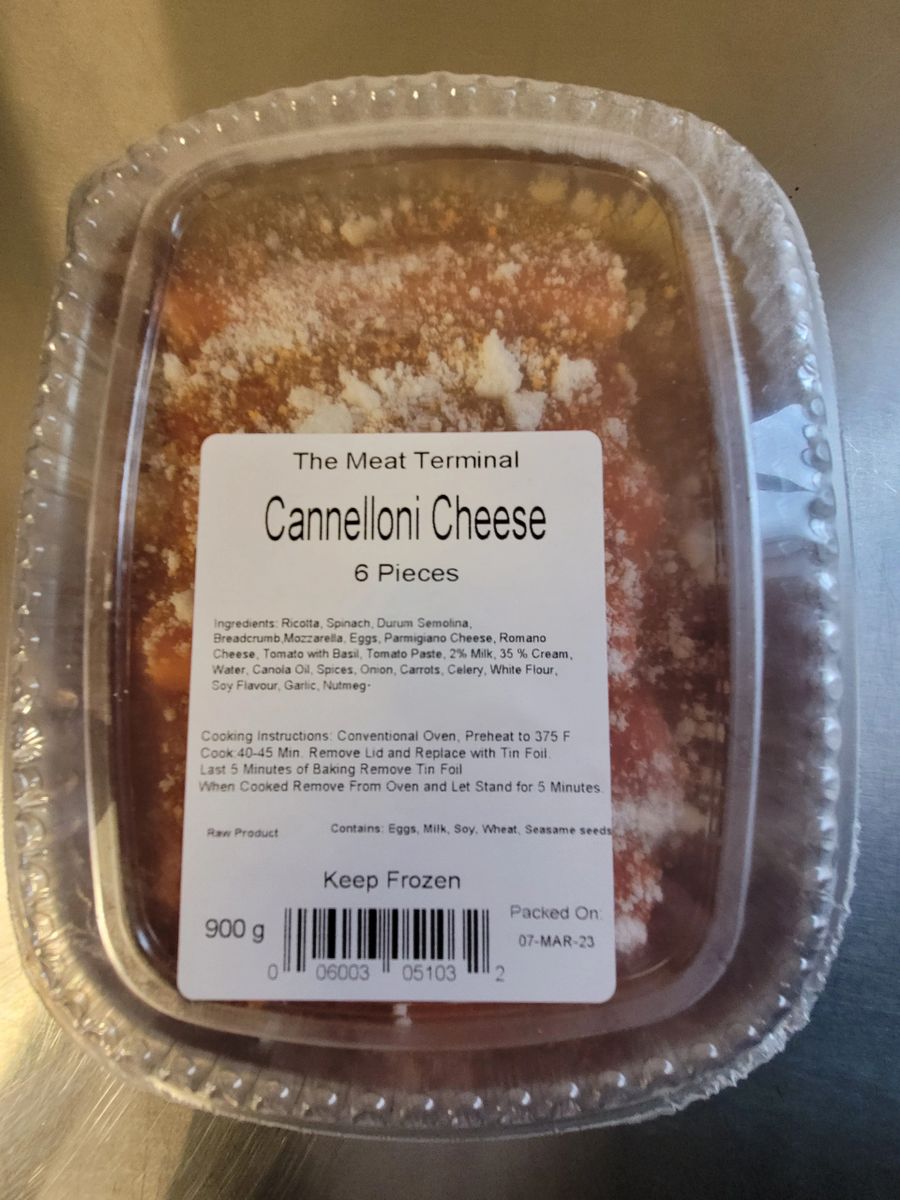 The Meat Terminal
Cannelloni Cheese
6 Pieces
Ingredients: Ricotta, Spinach, Durum Semolina,
Breadcrumb,Mozzarella, Eggs, Parmigiano Cheese, Romano
Cheese, Tomato with Basil, Tomato Paste, 2% Milk, 35 % Cream,
Water, Canola Oil, Spices, Onion, Carrots, Celery, White Flour,
Soy Flavour, Garlic, Nutmeg-
Cooking Instructions: Conventional Oven, Preheat to 375 F
Cook:40-45 Min. Remove Lid and Replace with Tin Foil.
Last 5 Minutes of Baking Remove Tin Foil
When Cooked Remove From Oven and Let Stand for 5 Minutes.
Raw Product Contains: Eggs, Milk, Soy, Wheat, Seasame seeds
Keep Frozen
900 g
Packed On:
07-MAR-23
0 06003 05103 2